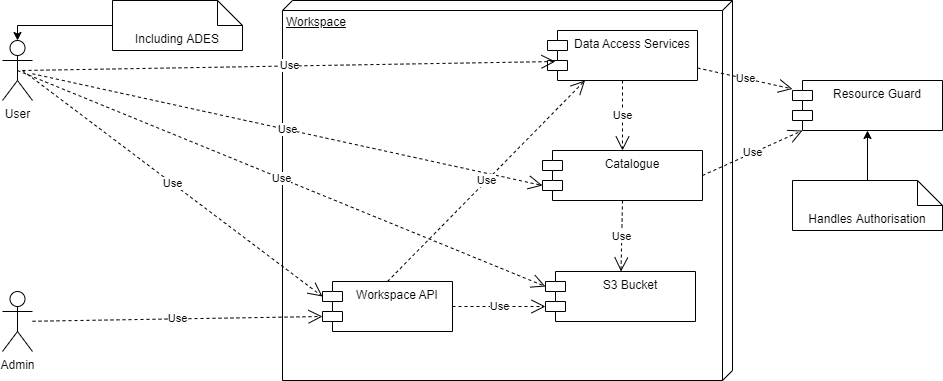 Workspace
Including ADES
Data Access Services
Use
Use
User
Resource Guard
Use
Use
Catalogue
Use
Use
Use
Use
Use
Handles Authorisation
Use
S3 Bucket
Workspace API
Use
Use
Admin